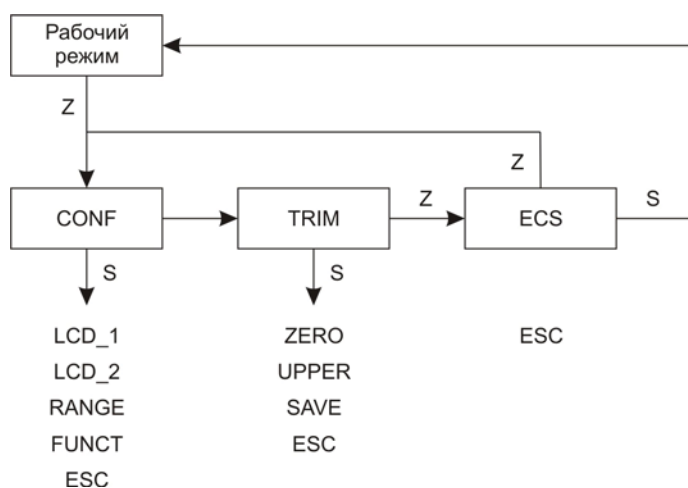 Рабочий
режим
Z
Z
CONF
TRIM
Z
ECS
S
S
S
LCD_1
ZERO
ESC
LCD_2
UPPER
RANGE
SAVE
FUNCT
ESC
ESC